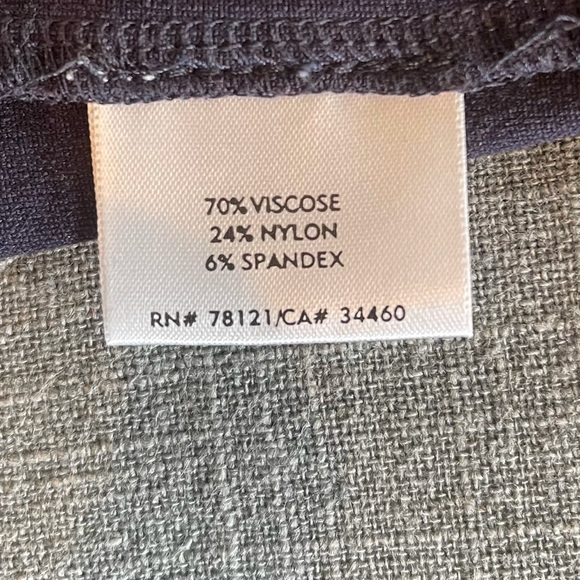 70% VISCOSE
24% NYLON
6% SPANDEX
RN# 78121/CA# 34460